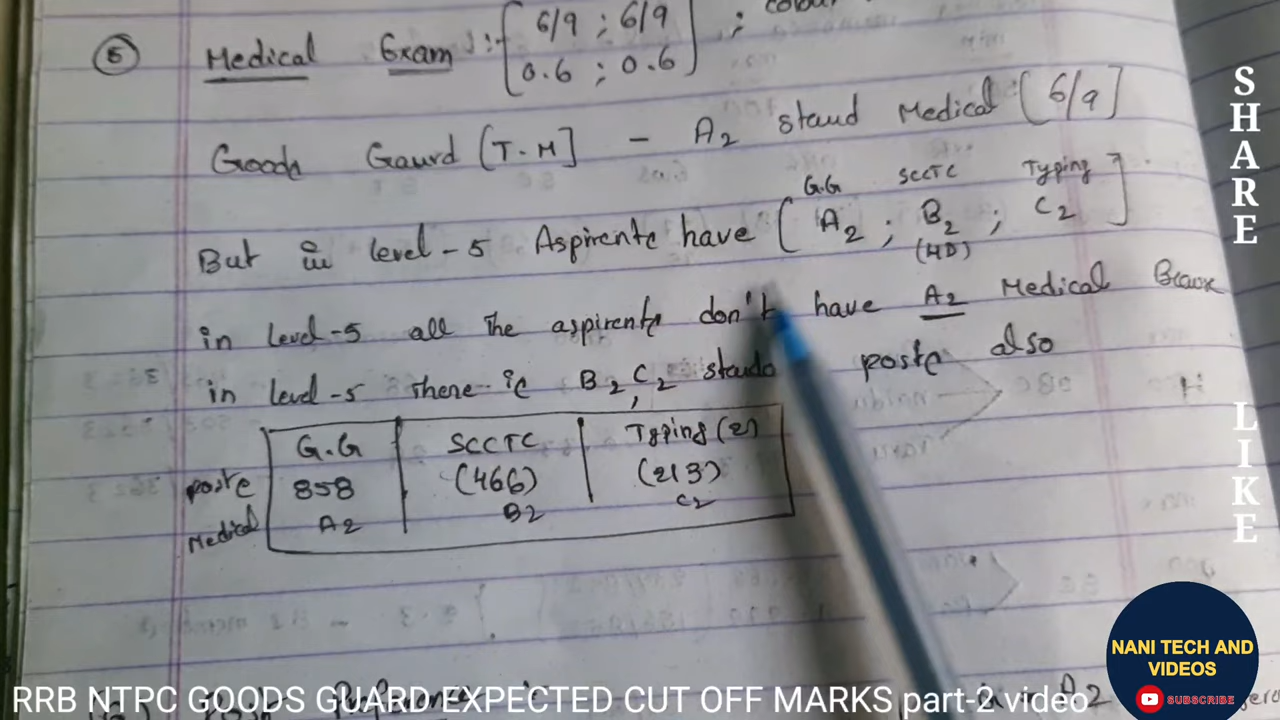 5 Medical Exam :- [ 6/9 ; 6/9 ] ; colour
0.6 ; 0.6
Goods Gaurd [T.M] - A2 stand Medical [6/9]
G.G SCCTC Typing
But in level-5 Aspirents have [ A2 ; B2 ; C2 ]
(4D)
in level-5 all The aspirents don't have A2 Medical
in level-5 There is B2, C2 posts also
G.G SCCTC Typing (2)
posts 858 (466) (213)
Medical A2 B2 C2
A2
SHARE
LIKE
NANI TECH AND
VIDEOS
SUBSCRIBE
RRB NTPC GOODS GUARD EXPECTED CUT OFF MARKS part-2 video